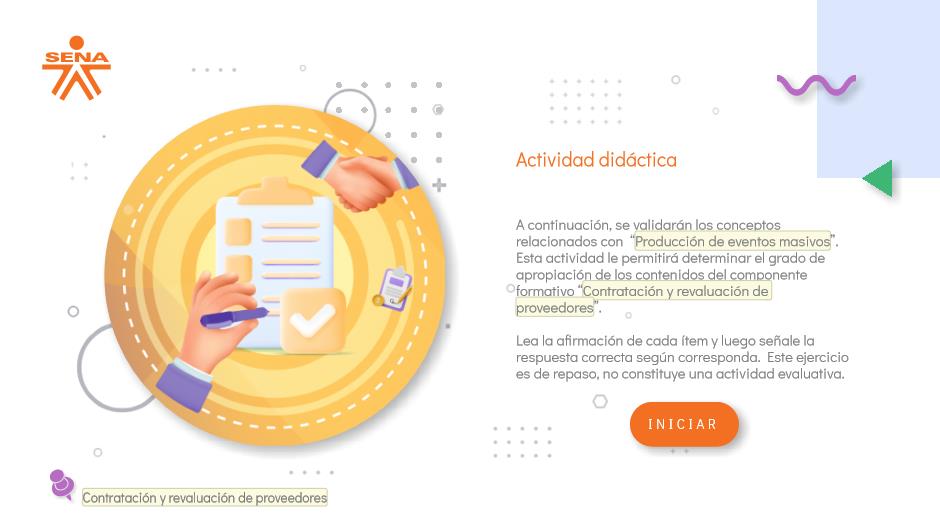 SENA
Actividad didáctica
A continuación, se validarán los conceptos
relacionados con “Producción de eventos masivos”.
Esta actividad le permitirá determinar el grado de
apropiación de los contenidos del componente
formativo “Contratación y revaluación de
proveedores”.
Lea la afirmación de cada ítem y luego señale la
respuesta correcta según corresponda. Este ejercicio
es de repaso, no constituye una actividad evaluativa.
INICIAR
Contratación y revaluación de proveedores